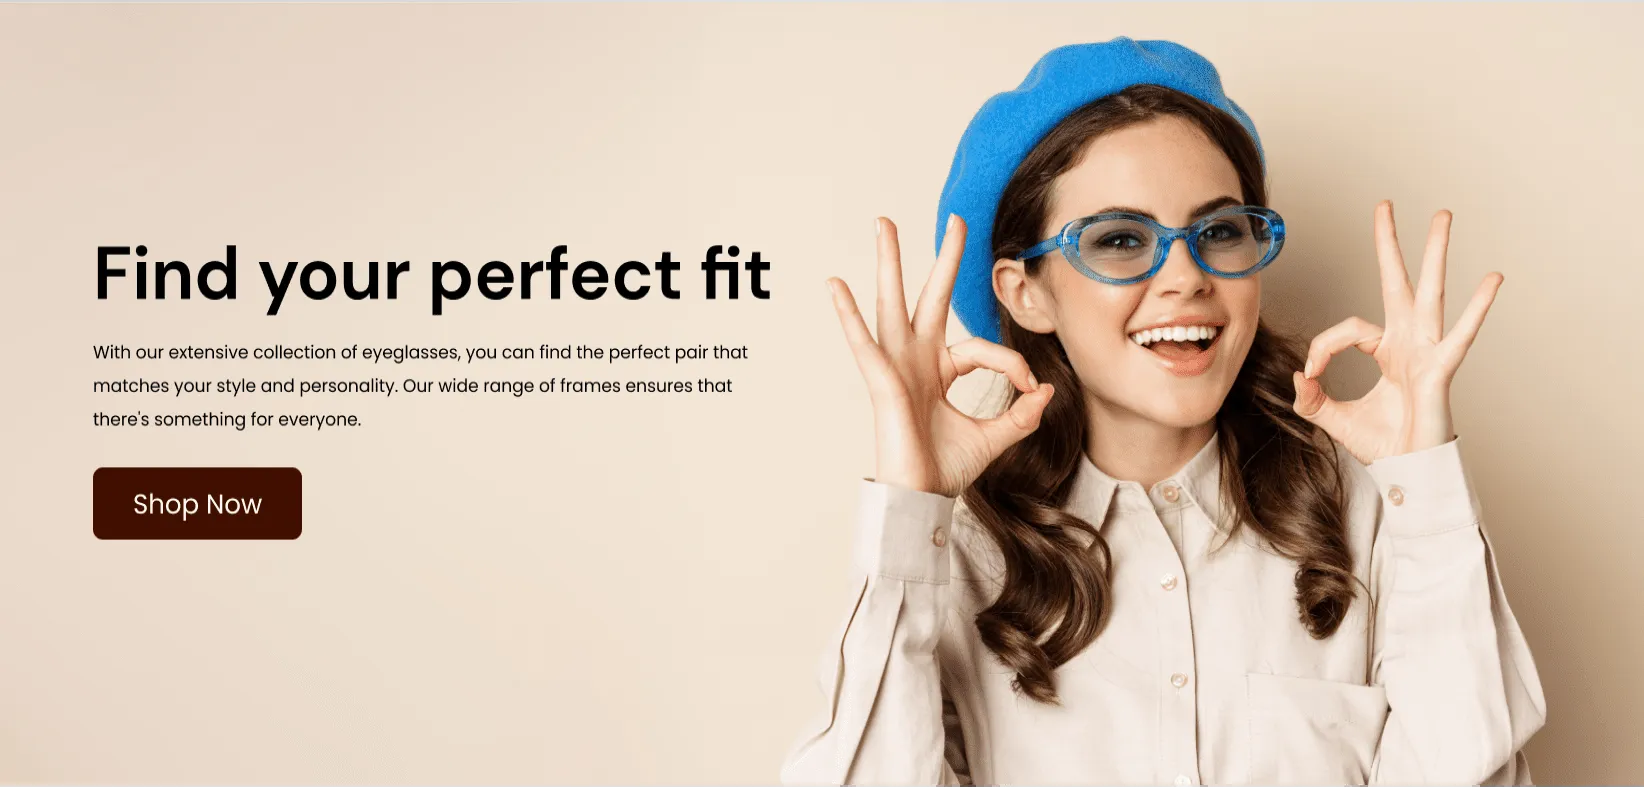 Find your perfect fit
With our extensive collection of eyeglasses, you can find the perfect pair that
matches your style and personality. Our wide range of frames ensures that
there's something for everyone.
Shop Now